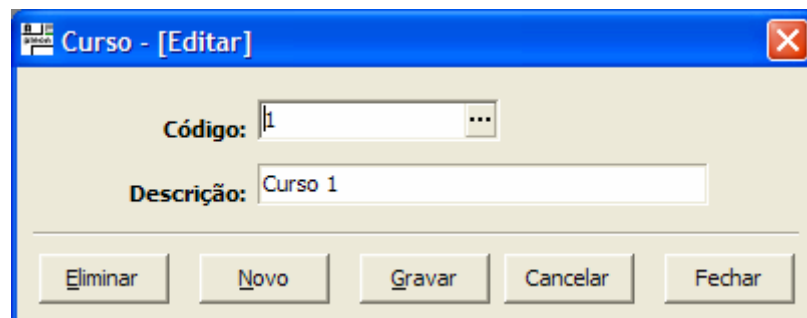 Curso - [Editar]
Código: 1 ...
Descrição: Curso 1
Eliminar Novo Gravar Cancelar Fechar